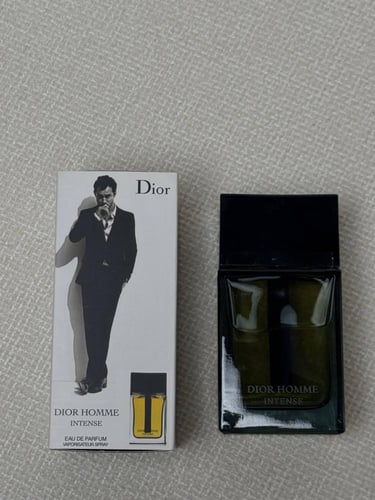 Dior
DIOR HOMME
INTENSE
EAU DE PARFUM
VAPORISATEUR SPRAY
DIOR HOMME
INTENSE